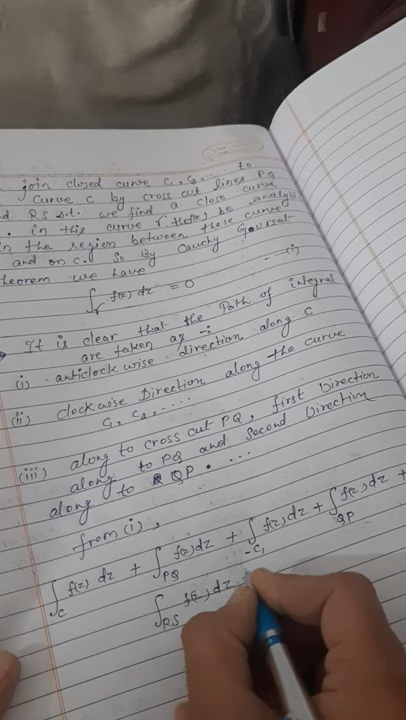 join closed curve C₁, C₂, ... to
curve C by cross cut lines PQ
RS s.t. we find a close curve
. in this curve γ. be analytic
in the region between these curve
and on C. So By Cauchy Goursat
theorem we have
∫γ f(z) dz = 0 — (i)
It is clear that the Path of integral
are taken as -:
(i) anticlockwise direction along C
(ii) clockwise Direction along the curve
C₁, C₂, ....
(iii) along to cross cut PQ, first Direction
along to PQ and second Direction
along to QP. ...
from (i),
∫C f(z) dz + ∫PQ f(z) dz + ∫-C₁ f(z) dz + ∫QP f(z) dz +
∫RS f(z) dz